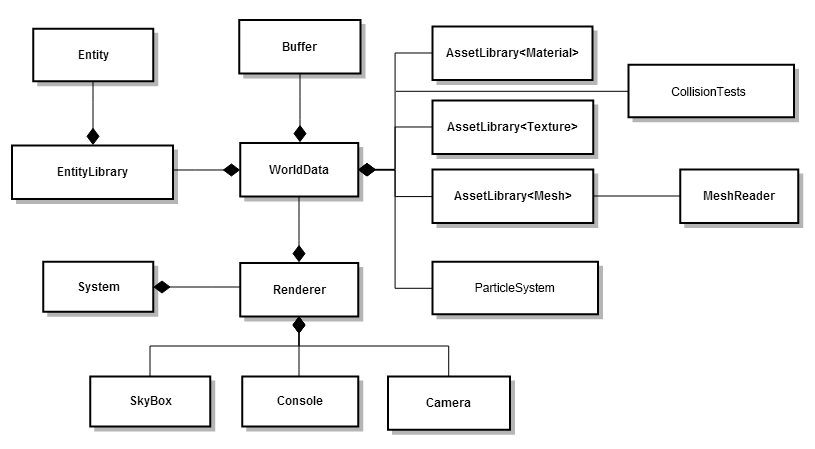 Entity
Buffer
AssetLibrary<Material>
CollisionTests
AssetLibrary<Texture>
EntityLibrary
WorldData
AssetLibrary<Mesh>
MeshReader
System
Renderer
ParticleSystem
SkyBox
Console
Camera